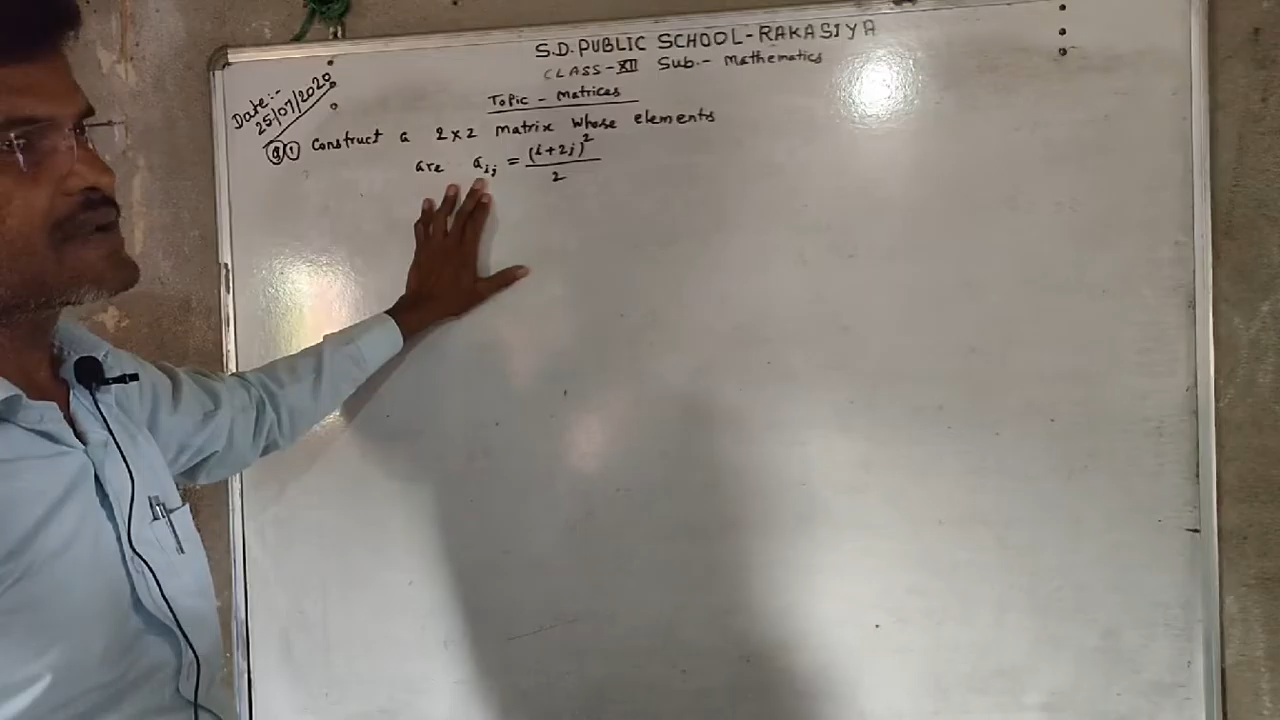 S.D. PUBLIC SCHOOL-RAKASIYA
CLASS-XII Sub.- Mathematics
Date:-
25/07/2020
Topic - Matrices
Q.1 Construct a 2×2 matrix whose elements
are a_ij = (i+2j)²/2